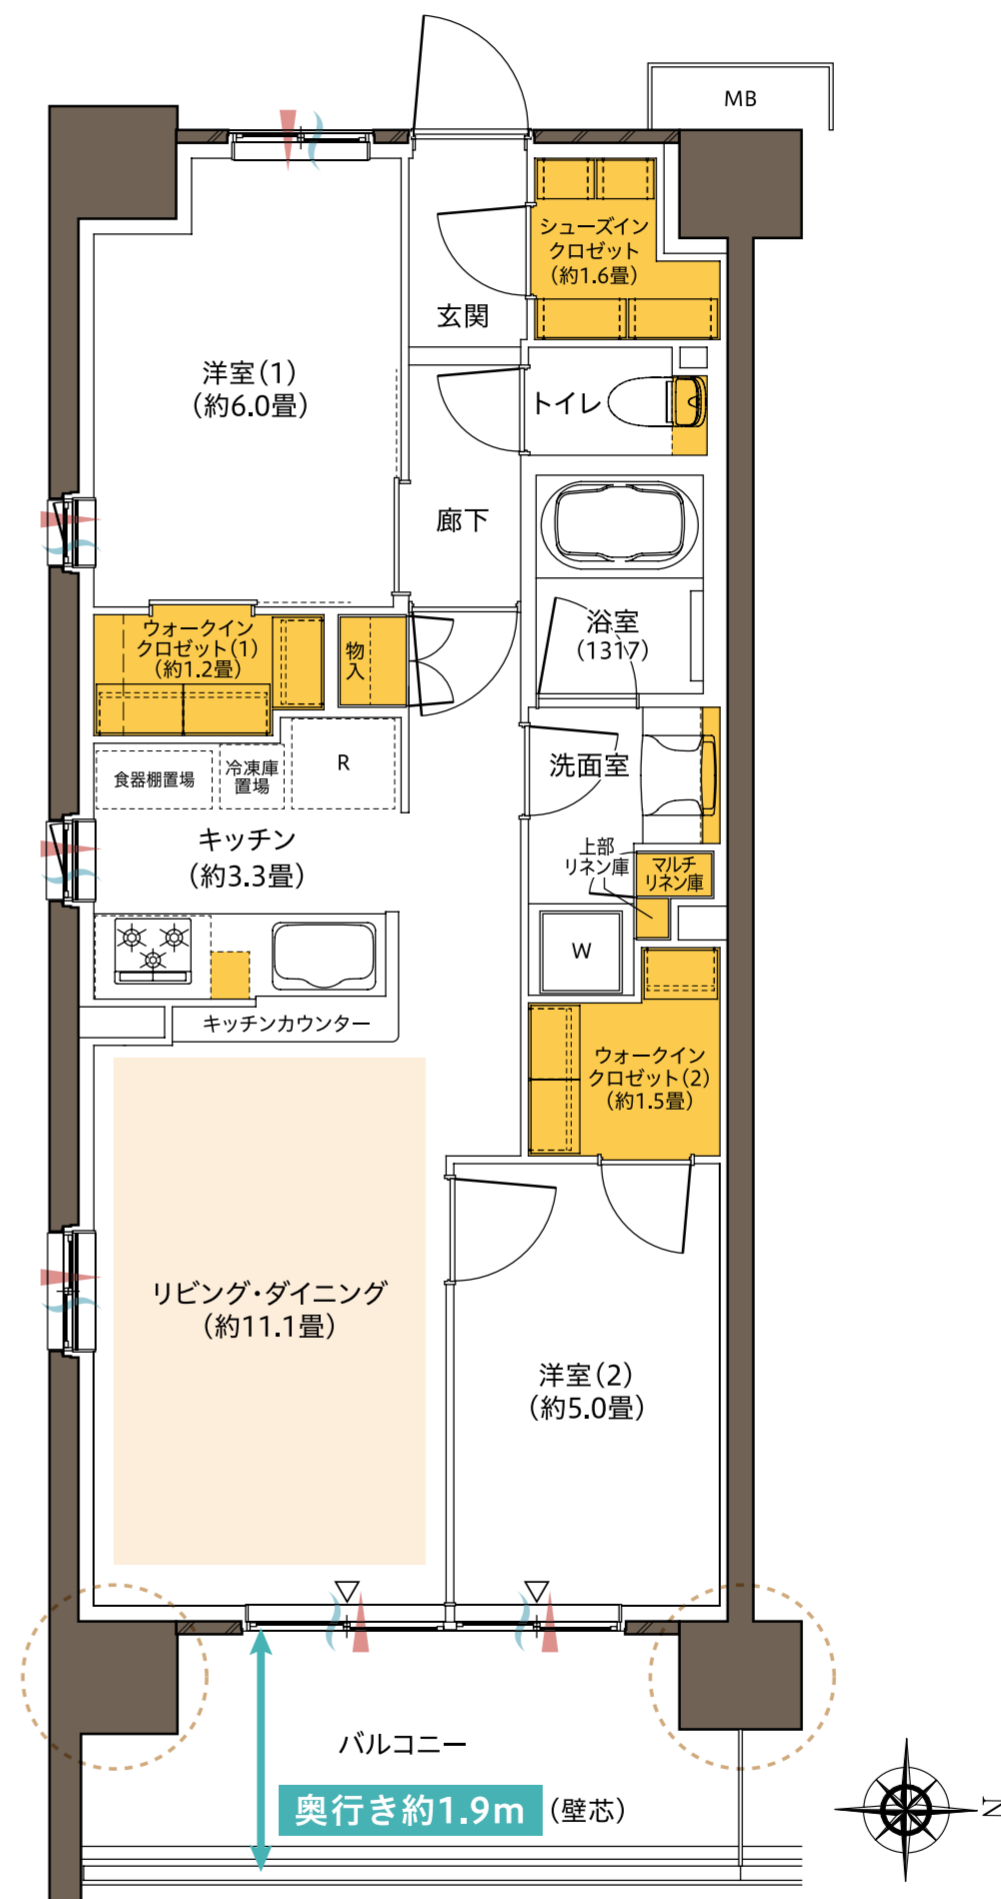 MB
シューズイン
クロゼット
(約1.6畳)
玄関
洋室(1)
(約6.0畳)
トイレ
廊下
浴室
(1317)
ウォークイン
クロゼット(1)
(約1.2畳)
物入
食器棚置場
冷凍庫
置場
R
洗面室
キッチン
(約3.3畳)
上部
リネン庫
マルチ
リネン庫
W
キッチンカウンター
ウォークイン
クロゼット(2)
(約1.5畳)
リビング・ダイニング
(約11.1畳)
洋室(2)
(約5.0畳)
バルコニー
奥行き約1.9m(壁芯)
N